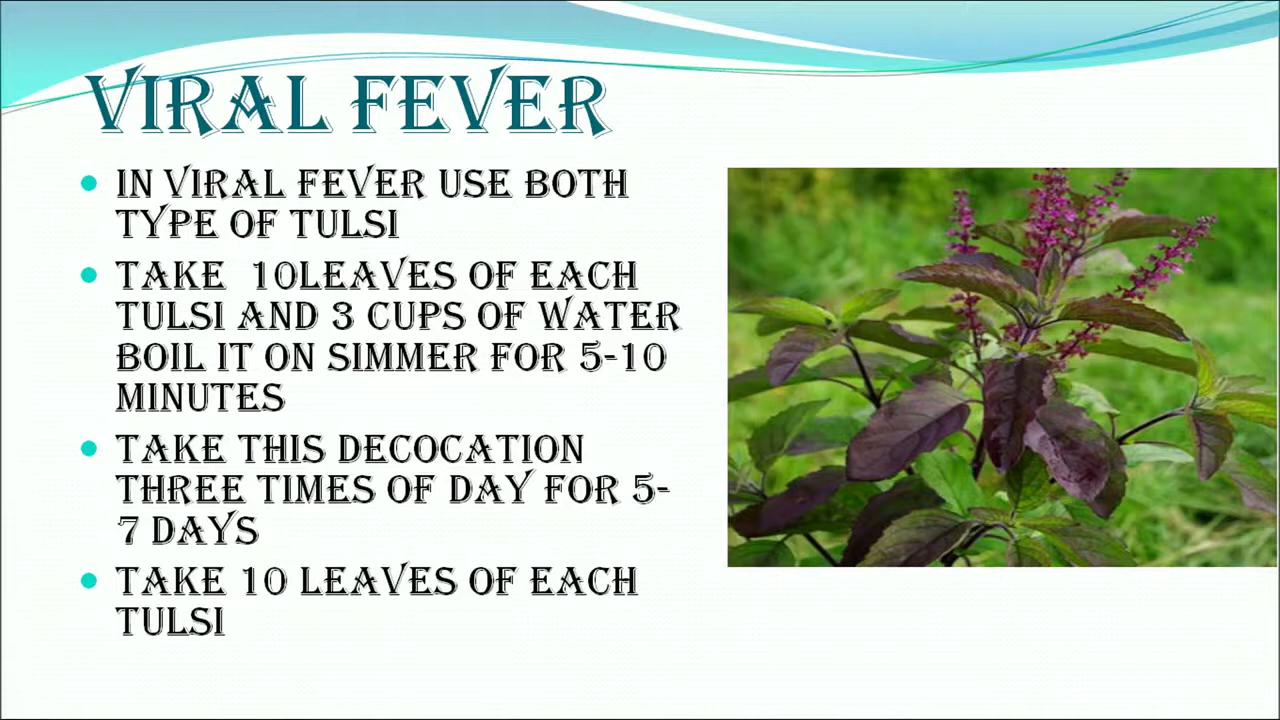 VIRAL FEVER
IN VIRAL FEVER USE BOTH
TYPE OF TULSI
TAKE 10LEAVES OF EACH
TULSI AND 3 CUPS OF WATER
BOIL IT ON SIMMER FOR 5-10
MINUTES
TAKE THIS DECOCATION
THREE TIMES OF DAY FOR 5-
7 DAYS
TAKE 10 LEAVES OF EACH
TULSI